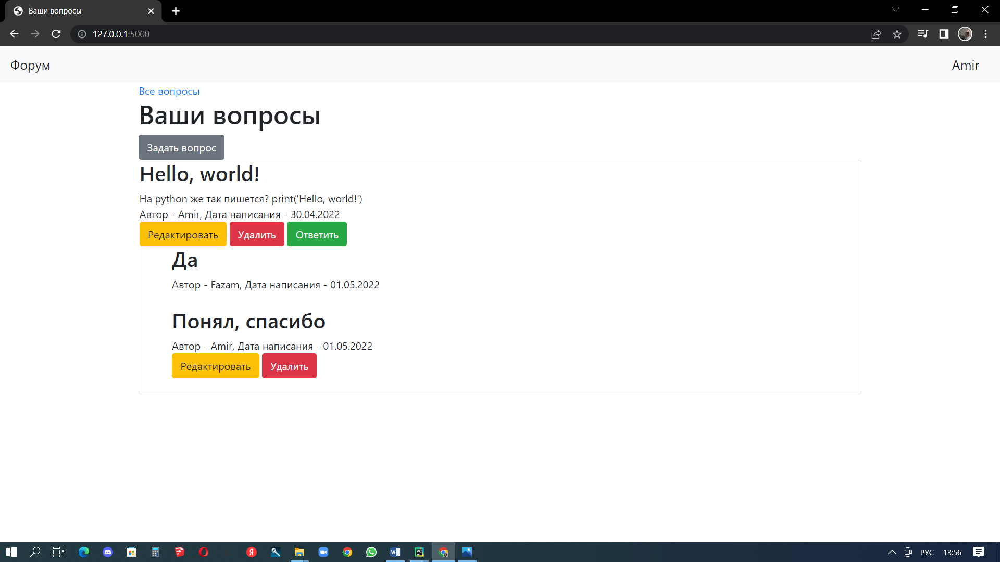 Ваши вопросы
127.0.0.1:5000
Форум
Amir
Все вопросы
Ваши вопросы
Задать вопрос
Hello, world!
На python же так пишется? print('Hello, world!')
Автор - Amir, Дата написания - 30.04.2022
Редактировать Удалить Ответить
Да
Автор - Fazam, Дата написания - 01.05.2022
Понял, спасибо
Автор - Amir, Дата написания - 01.05.2022
Редактировать Удалить
РУС 13:56